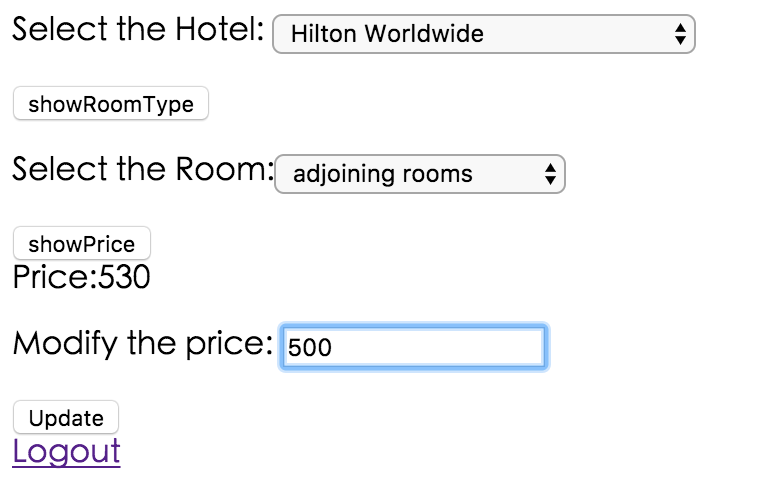 Select the Hotel: Hilton Worldwide
showRoomType
Select the Room: adjoining rooms
showPrice
Price:530
Modify the price: 500
Update
Logout